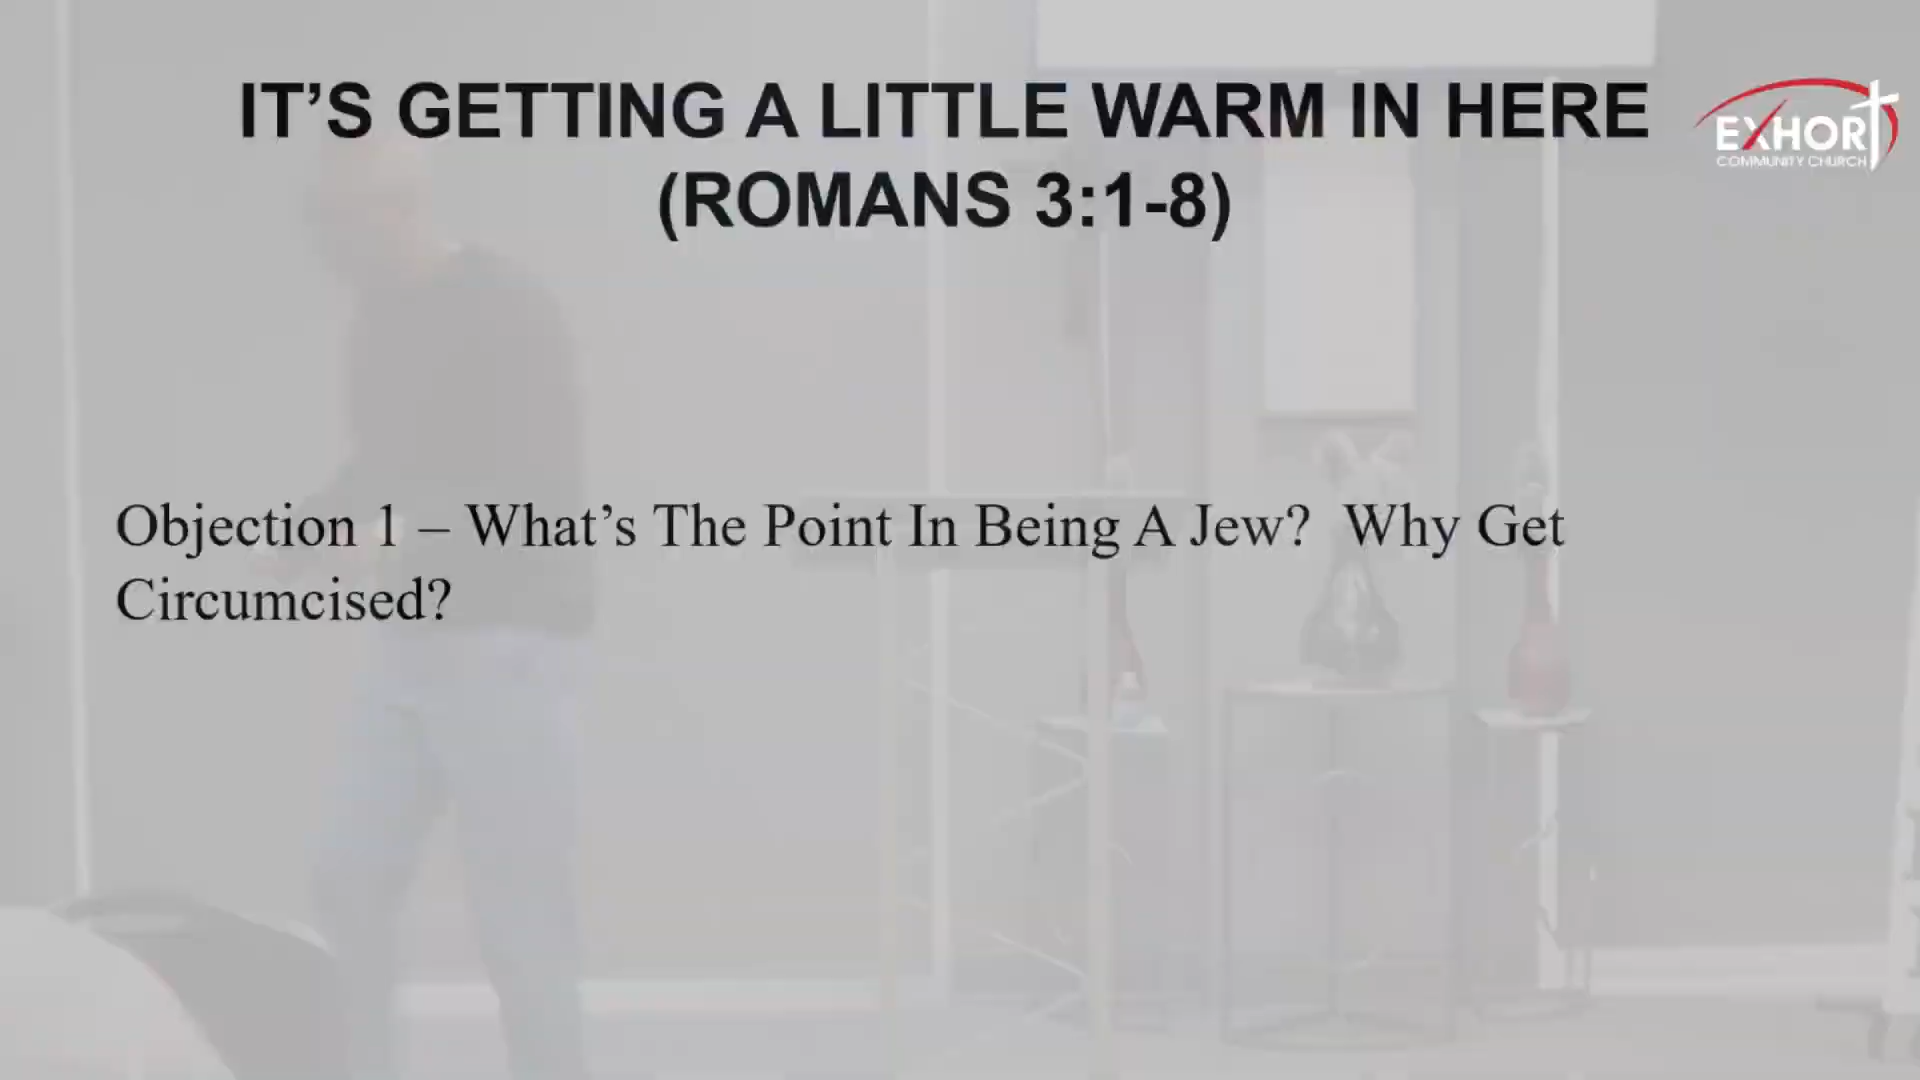 IT’S GETTING A LITTLE WARM IN HERE
(ROMANS 3:1-8)
EXHORT
COMMUNITY CHURCH
Objection 1 – What’s The Point In Being A Jew?  Why Get
Circumcised?